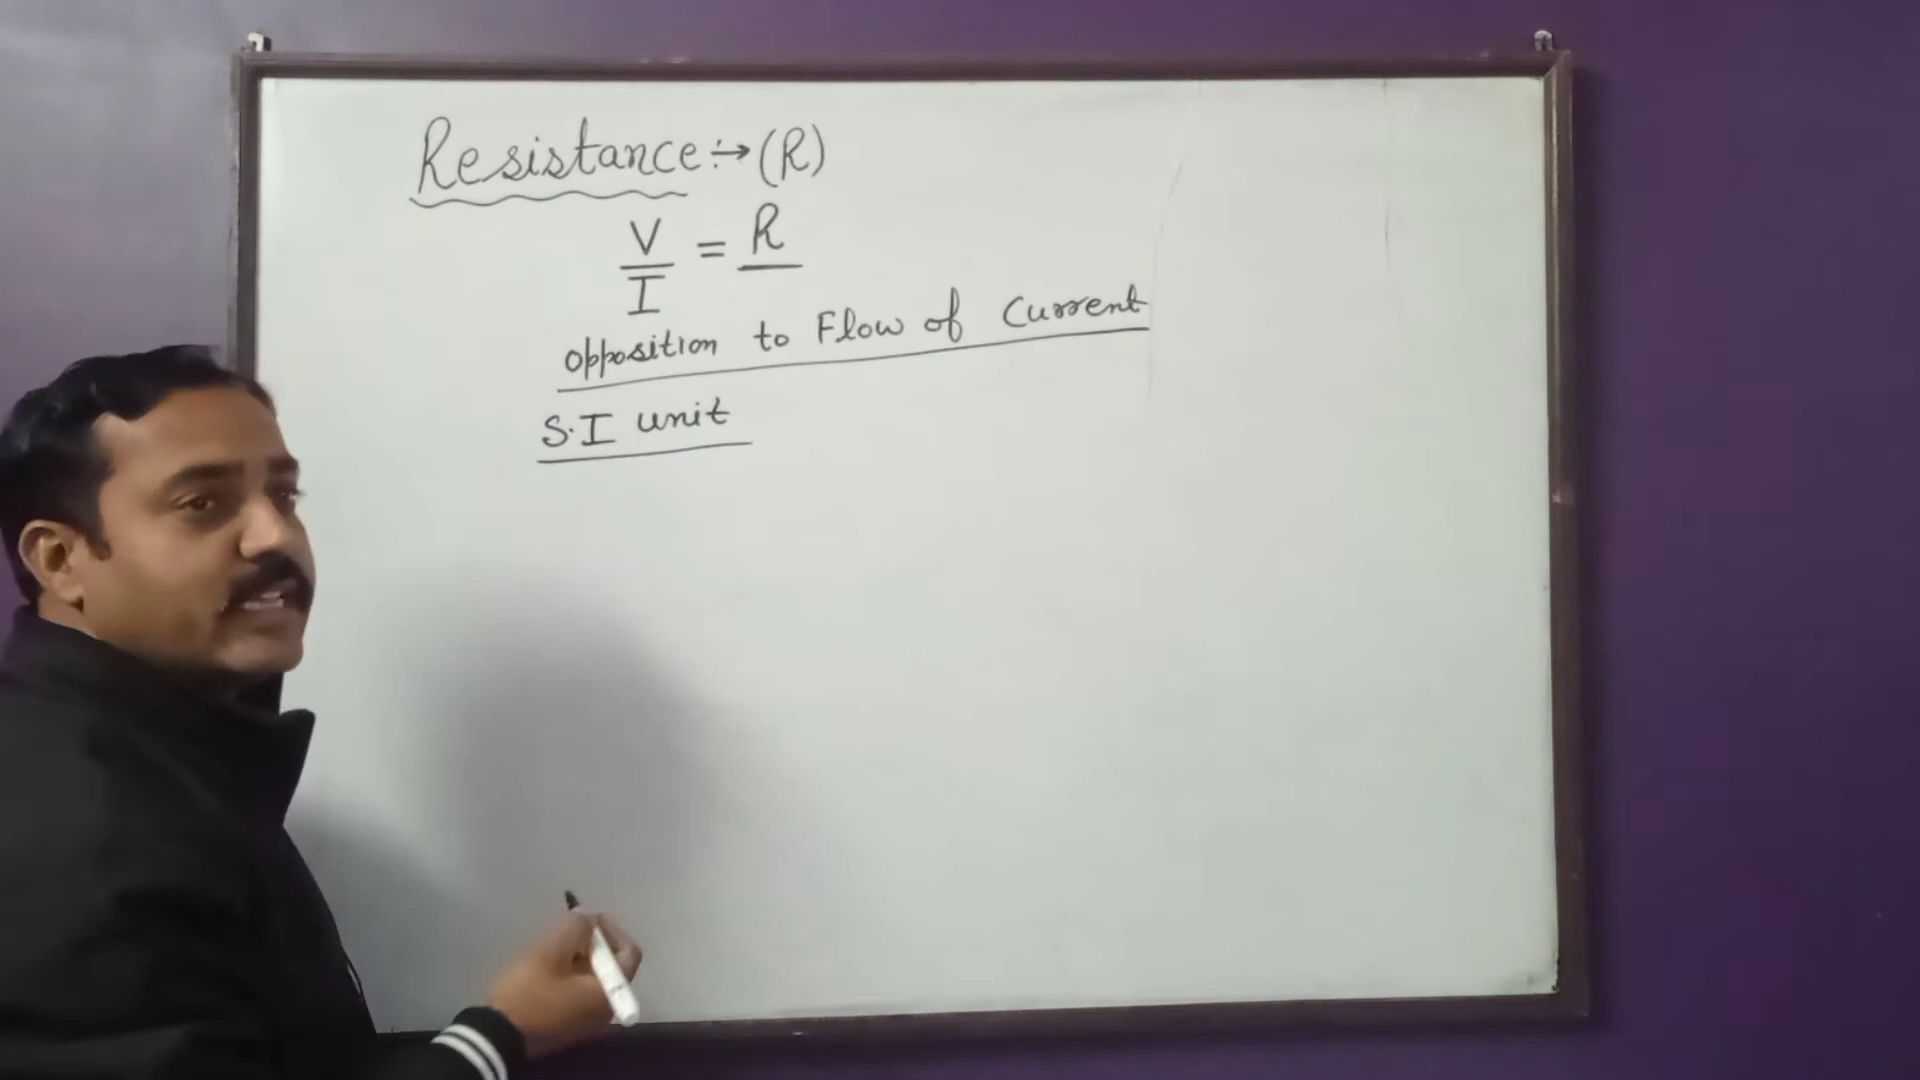 Resistance :→ (R)
V/I = R
opposition to Flow of Current
S.I unit